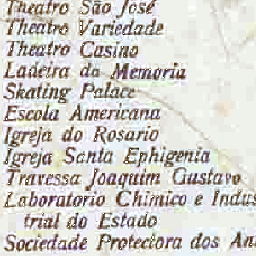 Theatro São José
Theatro Variedade
Theatro Casino
Ladeira da Memoria
Skating Palace
Escola Americana
Igreja do Rosario
Igreja Santa Ephigenia
Travessa Joaquim Gustavo
Laboratorio Chimico e Indus
trial do Estado
Sociedade Protectora dos An